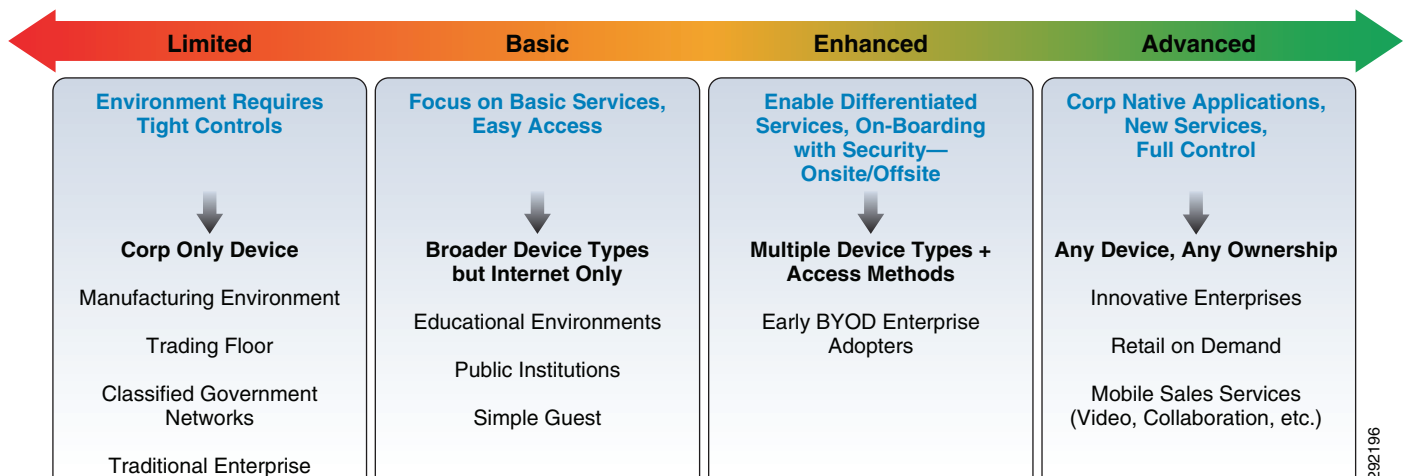 Limited
Basic
Enhanced
Advanced
Environment Requires
Tight Controls
Corp Only Device
Manufacturing Environment
Trading Floor
Classified Government
Networks
Traditional Enterprise
Focus on Basic Services,
Easy Access
Broader Device Types
but Internet Only
Educational Environments
Public Institutions
Simple Guest
Enable Differentiated
Services, On-Boarding
with Security—
Onsite/Offsite
Multiple Device Types +
Access Methods
Early BYOD Enterprise
Adopters
Corp Native Applications,
New Services,
Full Control
Any Device, Any Ownership
Innovative Enterprises
Retail on Demand
Mobile Sales Services
(Video, Collaboration, etc.)
292196